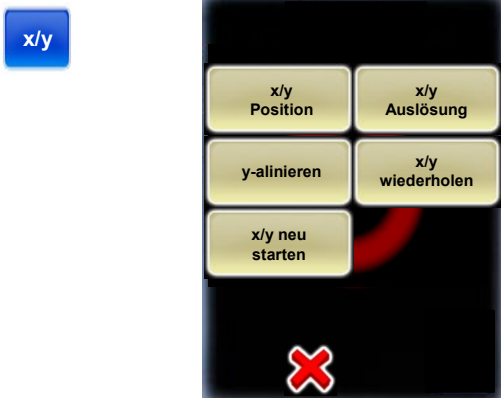 x/y
x/y
Position
x/y
Auslösung
y-alinieren
x/y
wiederholen
x/y neu
starten